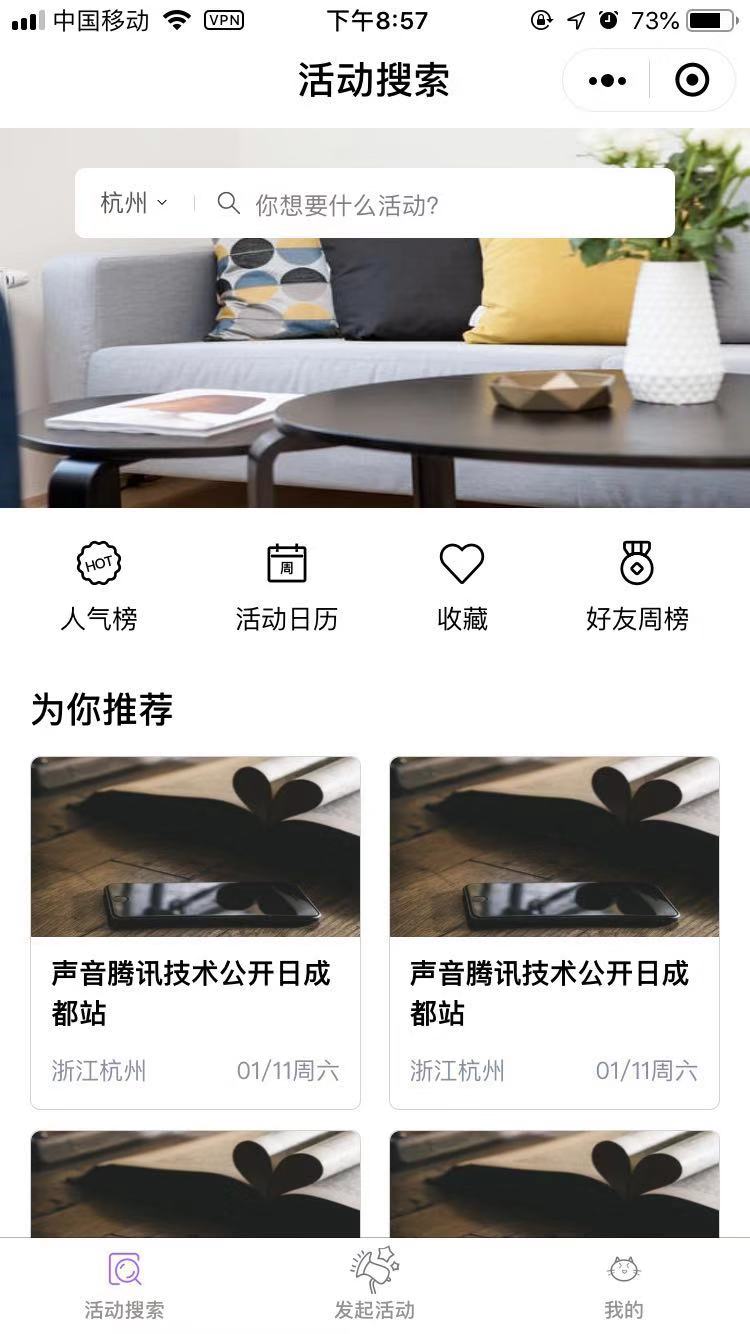 中国移动 VPN 下午8:57 73%
活动搜索
杭州 你想要什么活动?
HOT 周
人气榜 活动日历 收藏 好友周榜
为你推荐
声音腾讯技术公开日成
都站
浙江杭州 01/11周六
声音腾讯技术公开日成
都站
浙江杭州 01/11周六
活动搜索 发起活动 我的